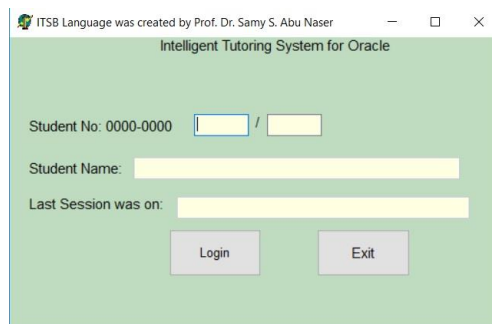 ITSB Language was created by Prof. Dr. Samy S. Abu Naser
Intelligent Tutoring System for Oracle
Student No: 0000-0000 /
Student Name:
Last Session was on:
Login Exit